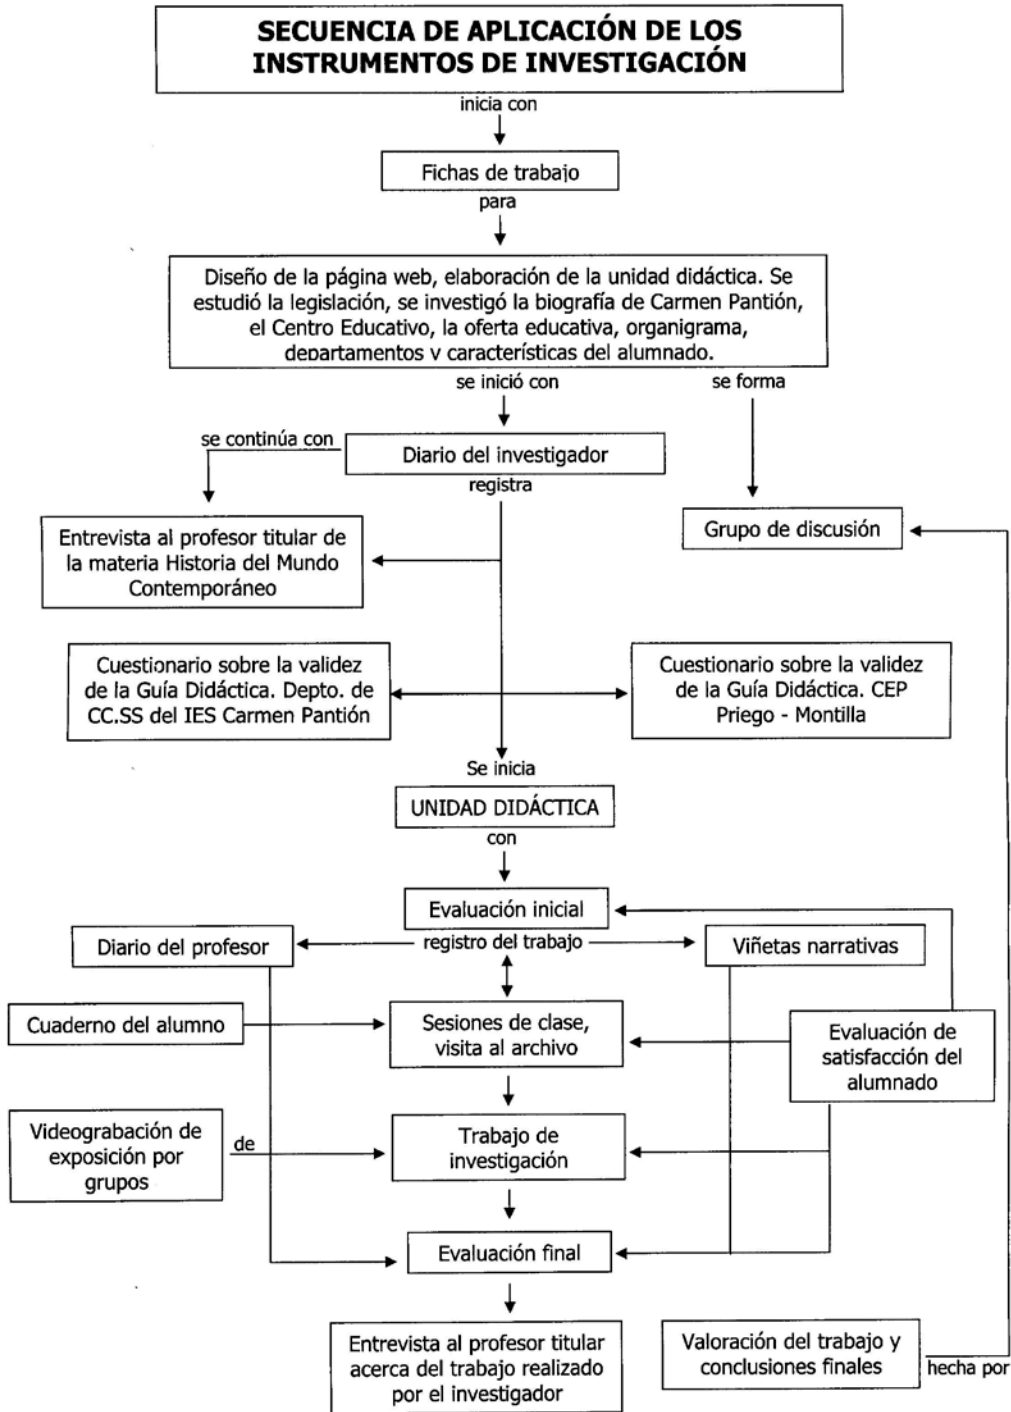 SECUENCIA DE APLICACIÓN DE LOS
INSTRUMENTOS DE INVESTIGACIÓN
inicia con
Fichas de trabajo
para
Diseño de la página web, elaboración de la unidad didáctica. Se
estudió la legislación, se investigó la biografía de Carmen Pantión,
el Centro Educativo, la oferta educativa, organigrama,
departamentos y características del alumnado.
se inició con
se forma
se continúa con
Diario del investigador
registra
Entrevista al profesor titular de
la materia Historia del Mundo
Contemporáneo
Grupo de discusión
Cuestionario sobre la validez
de la Guía Didáctica. Depto. de
CC.SS del IES Carmen Pantión
Cuestionario sobre la validez
de la Guía Didáctica. CEP
Priego - Montilla
Se inicia
UNIDAD DIDÁCTICA
con
Evaluación inicial
Diario del profesor
registro del trabajo
Viñetas narrativas
Cuaderno del alumno
Sesiones de clase,
visita al archivo
Evaluación de
satisfacción del
alumnado
Videograbación de
exposición por
grupos
de
Trabajo de
investigación
Evaluación final
Entrevista al profesor titular
acerca del trabajo realizado
por el investigador
Valoración del trabajo y
conclusiones finales
hecha por